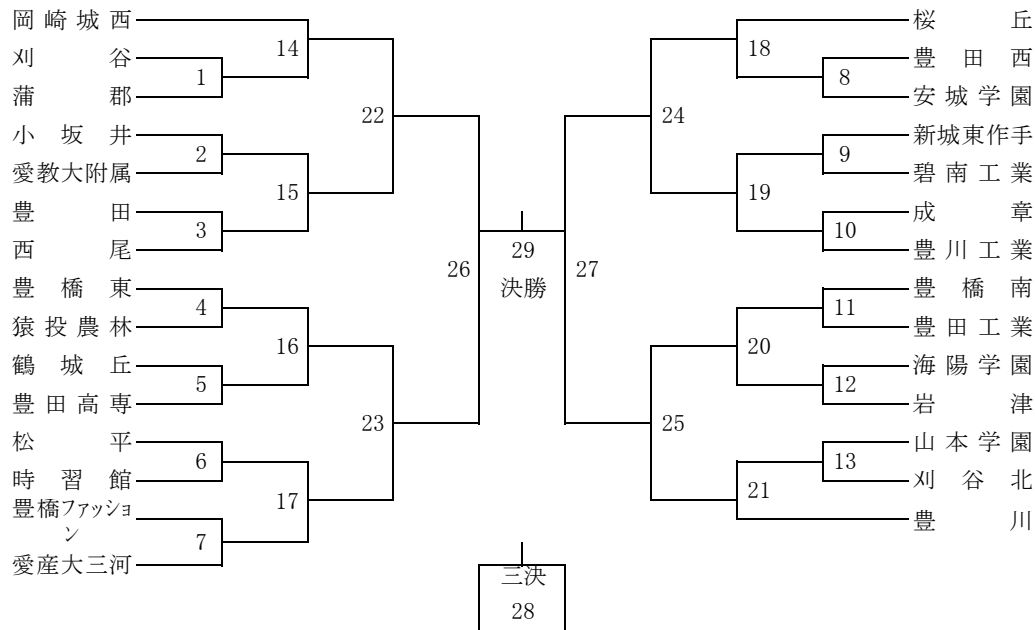 岡崎城西
刈谷
蒲郡
小坂井
愛教大附属
豊田
西尾
豊橋東
猿投農林
鶴城丘
豊田高専
松平
時習館
豊橋ファッショ
ン
愛産大三河
1
2
3
4
5
6
7
14
15
16
17
22
23
26
29
決勝
27
24
25
18
19
20
21
8
9
10
11
12
13
桜丘
豊田西
安城学園
新城東作手
碧南工業
成章
豊川工業
豊橋南
豊田工業
海陽学園
岩津
山本学園
刈谷北
豊川
三決
28